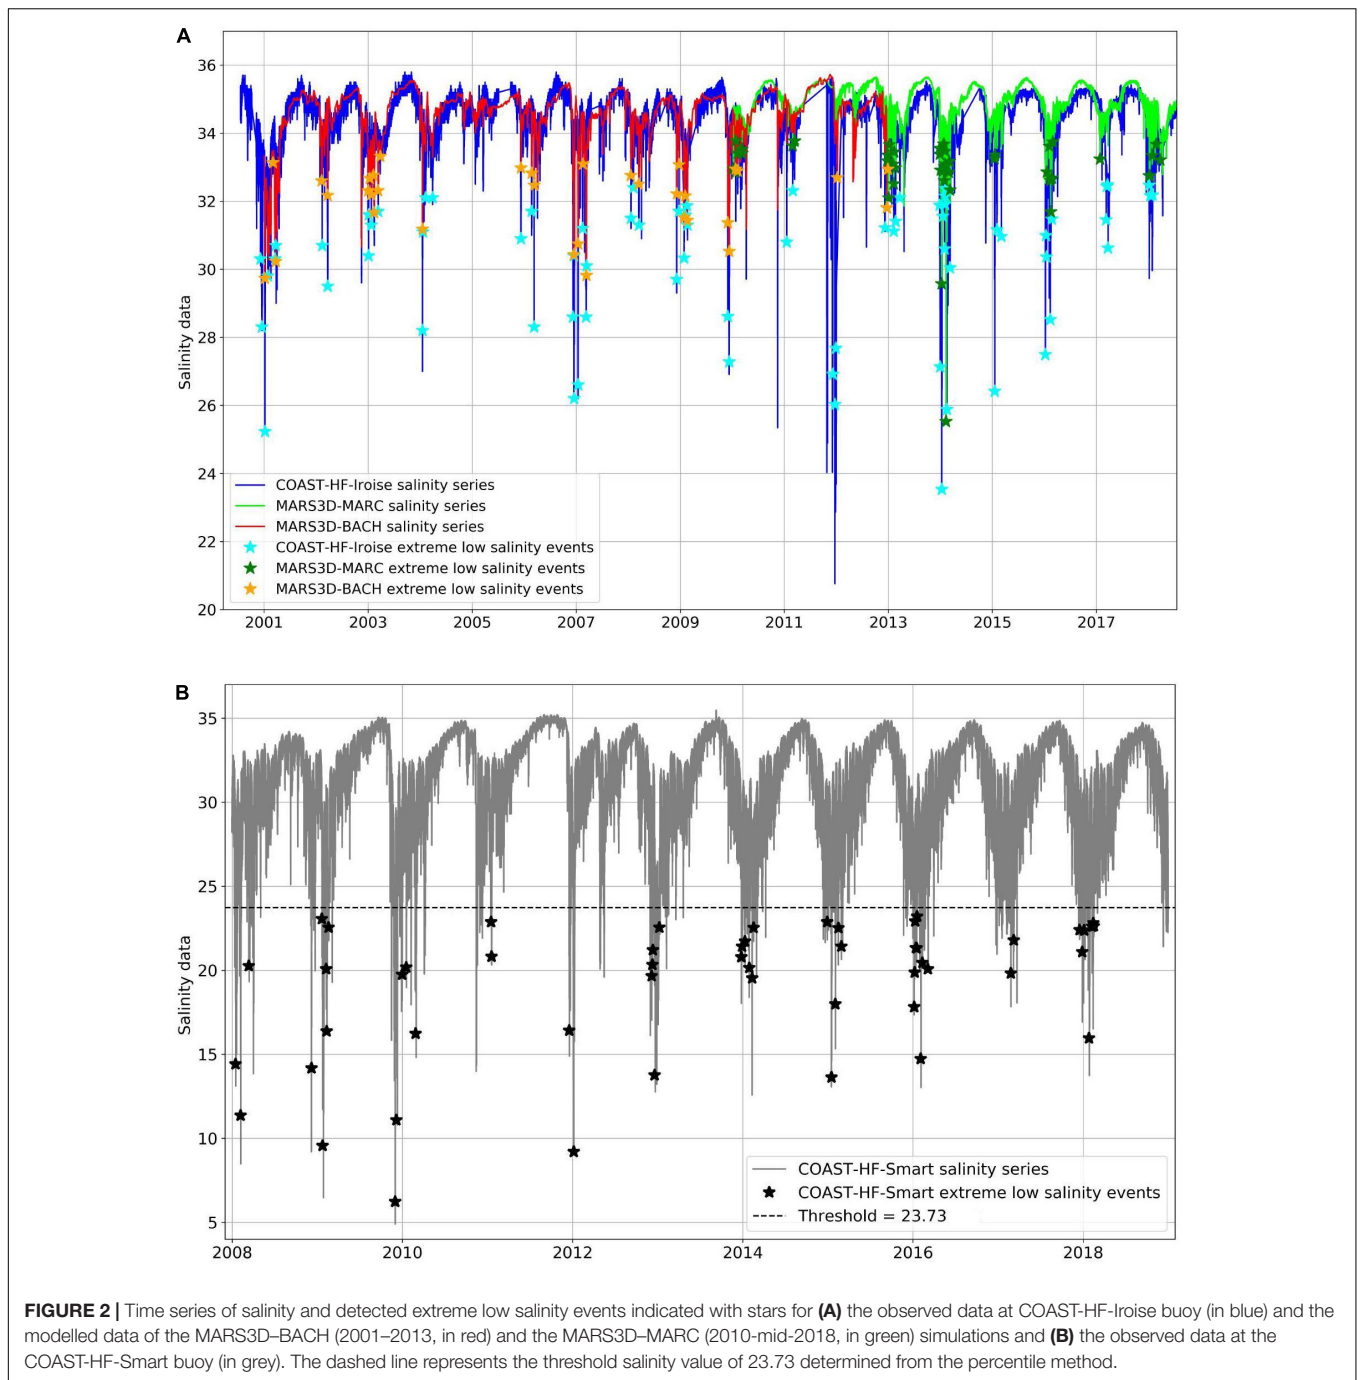 A
36
34
32
30
28
26
24
22
20
Salinity data
COAST-HF-Iroise salinity series
MARS3D-MARC salinity series
MARS3D-BACH salinity series
COAST-HF-Iroise extreme low salinity events
MARS3D-MARC extreme low salinity events
MARS3D-BACH extreme low salinity events
2001 2003 2005 2007 2009 2011 2013 2015 2017
B
35
30
25
20
15
10
5
Salinity data
COAST-HF-Smart salinity series
COAST-HF-Smart extreme low salinity events
Threshold = 23.73
2008 2010 2012 2014 2016 2018
FIGURE 2 | Time series of salinity and detected extreme low salinity events indicated with stars for (A) the observed data at COAST-HF-Iroise buoy (in blue) and the
modelled data of the MARS3D–BACH (2001–2013, in red) and the MARS3D–MARC (2010-mid-2018, in green) simulations and (B) the observed data at the
COAST-HF-Smart buoy (in grey). The dashed line represents the threshold salinity value of 23.73 determined from the percentile method.